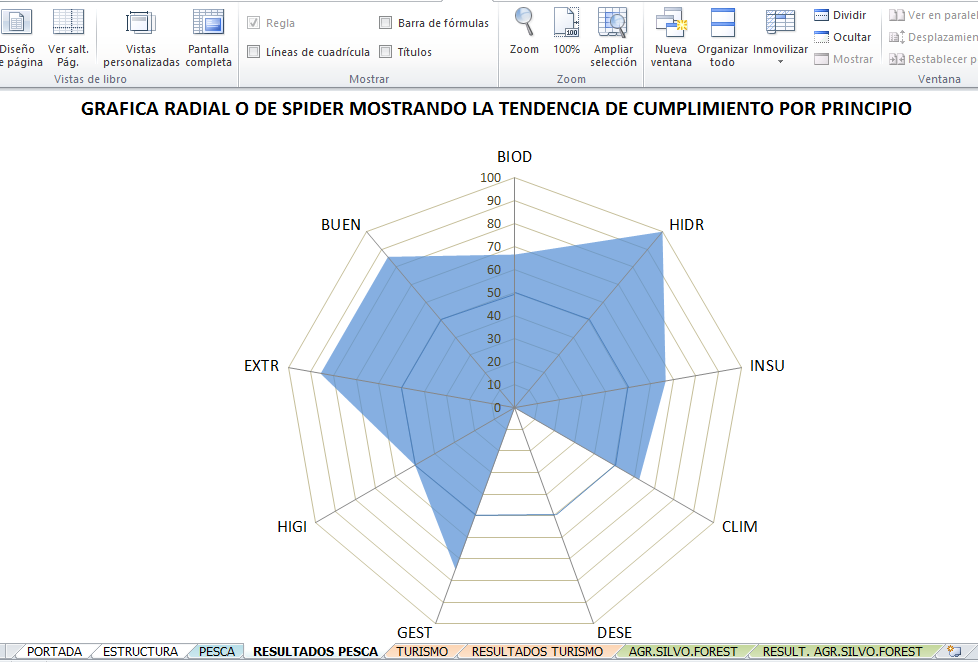 Diseño
e página
Ver salt.
Pág.
Vistas
personalizadas
Pantalla
completa
Vistas de libro
Regla
Barra de fórmulas
Líneas de cuadrícula
Títulos
Mostrar
Zoom
100
100%
Ampliar
selección
Zoom
Nueva
ventana
Organizar
todo
Inmovilizar
Dividir
Ocultar
Mostrar
Ver en paralel
Desplazamien
Restablecer p
Ventana
GRAFICA RADIAL O DE SPIDER MOSTRANDO LA TENDENCIA DE CUMPLIMIENTO POR PRINCIPIO
BIOD
100
90
80
70
60
50
40
30
20
10
0
BUEN
HIDR
EXTR
INSU
HIGI
CLIM
GEST
DESE
PORTADA
ESTRUCTURA
PESCA
RESULTADOS PESCA
TURISMO
RESULTADOS TURISMO
AGR.SILVO.FOREST
RESULT. AGR.SILVO.FOREST